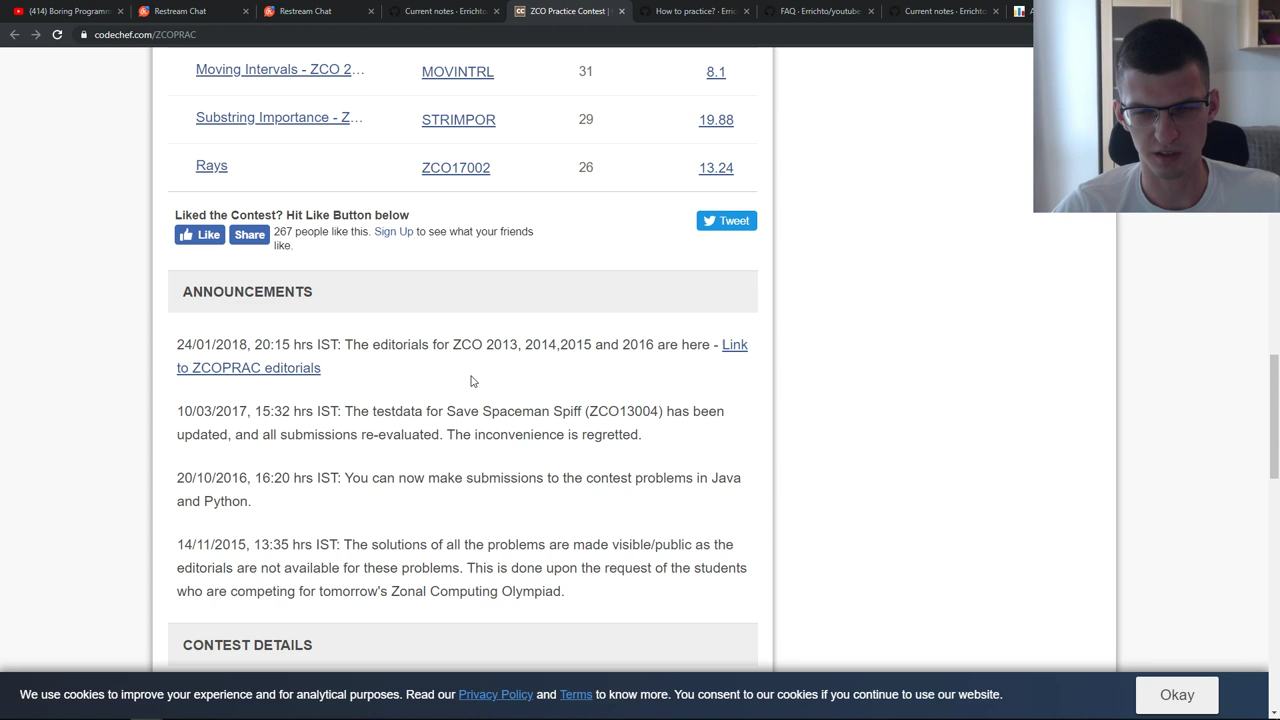 (414) Boring Programm
Restream Chat
Restream Chat
Current notes - Errichto
ZCO Practice Contest |
How to practice? · Erric
FAQ · Errichto/youtube
Current notes - Errichto
codechef.com/ZCOPRAC
Moving Intervals - ZCO 2… MOVINTRL 31 8.1
Substring Importance - Z… STRIMPOR 29 19.88
Rays ZCO17002 26 13.24
Liked the Contest? Hit Like Button below
Like Share 267 people like this. Sign Up to see what your friends
like.
Tweet
ANNOUNCEMENTS
24/01/2018, 20:15 hrs IST: The editorials for ZCO 2013, 2014,2015 and 2016 are here - Link
to ZCOPRAC editorials
10/03/2017, 15:32 hrs IST: The testdata for Save Spaceman Spiff (ZCO13004) has been
updated, and all submissions re-evaluated. The inconvenience is regretted.
20/10/2016, 16:20 hrs IST: You can now make submissions to the contest problems in Java
and Python.
14/11/2015, 13:35 hrs IST: The solutions of all the problems are made visible/public as the
editorials are not available for these problems. This is done upon the request of the students
who are competing for tomorrow's Zonal Computing Olympiad.
CONTEST DETAILS
We use cookies to improve your experience and for analytical purposes. Read our Privacy Policy and Terms to know more. You consent to our cookies if you continue to use our website.
Okay